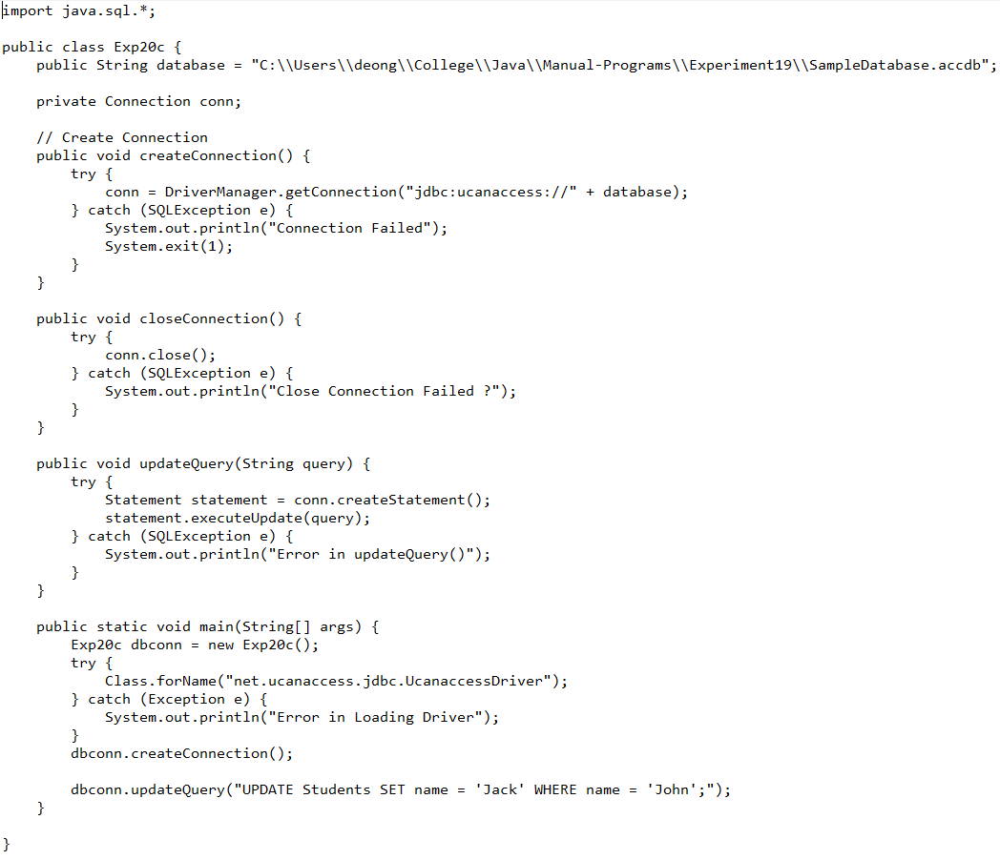 import java.sql.*;
public class Exp20c {
public String database = "C:\\Users\\deong\\College\\Java\\Manual-Programs\\Experiment19\\SampleDatabase.accdb";
private Connection conn;
// Create Connection
public void createConnection() {
try {
conn = DriverManager.getConnection("jdbc:ucanaccess://" + database);
} catch (SQLException e) {
System.out.println("Connection Failed");
System.exit(1);
}
}
public void closeConnection() {
try {
conn.close();
} catch (SQLException e) {
System.out.println("Close Connection Failed ?");
}
}
public void updateQuery(String query) {
try {
Statement statement = conn.createStatement();
statement.executeUpdate(query);
} catch (SQLException e) {
System.out.println("Error in updateQuery()");
}
}
public static void main(String[] args) {
Exp20c dbconn = new Exp20c();
try {
Class.forName("net.ucanaccess.jdbc.UcanaccessDriver");
} catch (Exception e) {
System.out.println("Error in Loading Driver");
}
dbconn.createConnection();
dbconn.updateQuery("UPDATE Students SET name = 'Jack' WHERE name = 'John';");
}
}